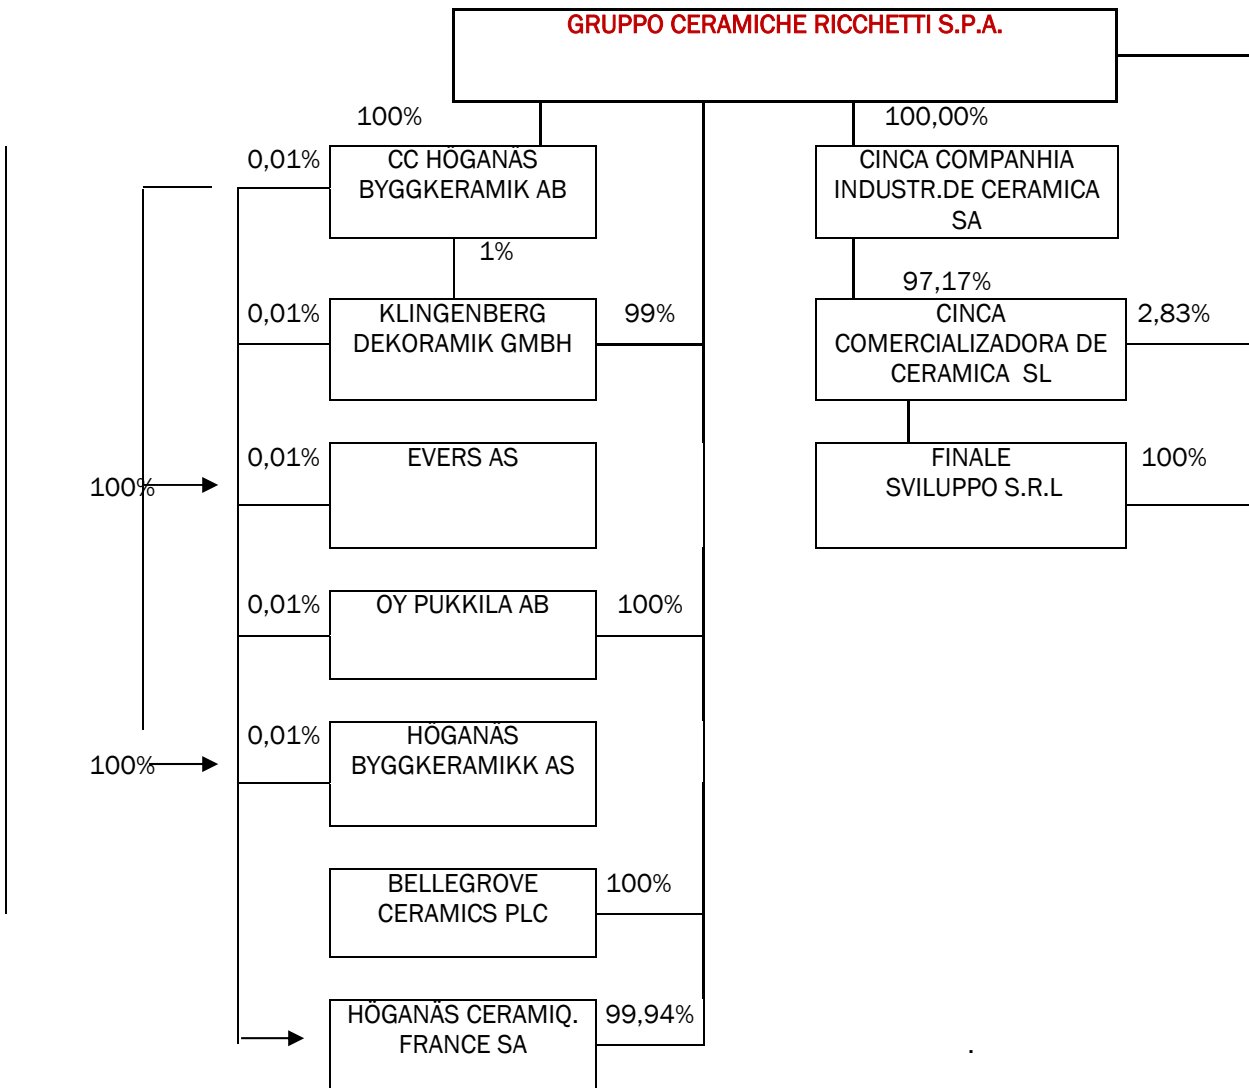 GRUPPO CERAMICHE RICCHETTI S.P.A.
100%
100,00%
0,01%
CC HÖGANÄS
BYGGKERAMIK AB
CINCA COMPANHIA
INDUSTR.DE CERAMICA
SA
1%
97,17%
0,01%
KLINGENBERG
DEKORAMIK GMBH
99%
CINCA
COMERCIALIZADORA DE
CERAMICA SL
2,83%
0,01%
EVERS AS
FINALE
SVILUPPO S.R.L
100%
100%
0,01%
OY PUKKILA AB
100%
0,01%
HÖGANÄS
BYGGKERAMIKK AS
100%
BELLEGROVE
CERAMICS PLC
100%
HÖGANÄS CERAMIQ.
FRANCE SA
99,94%
.